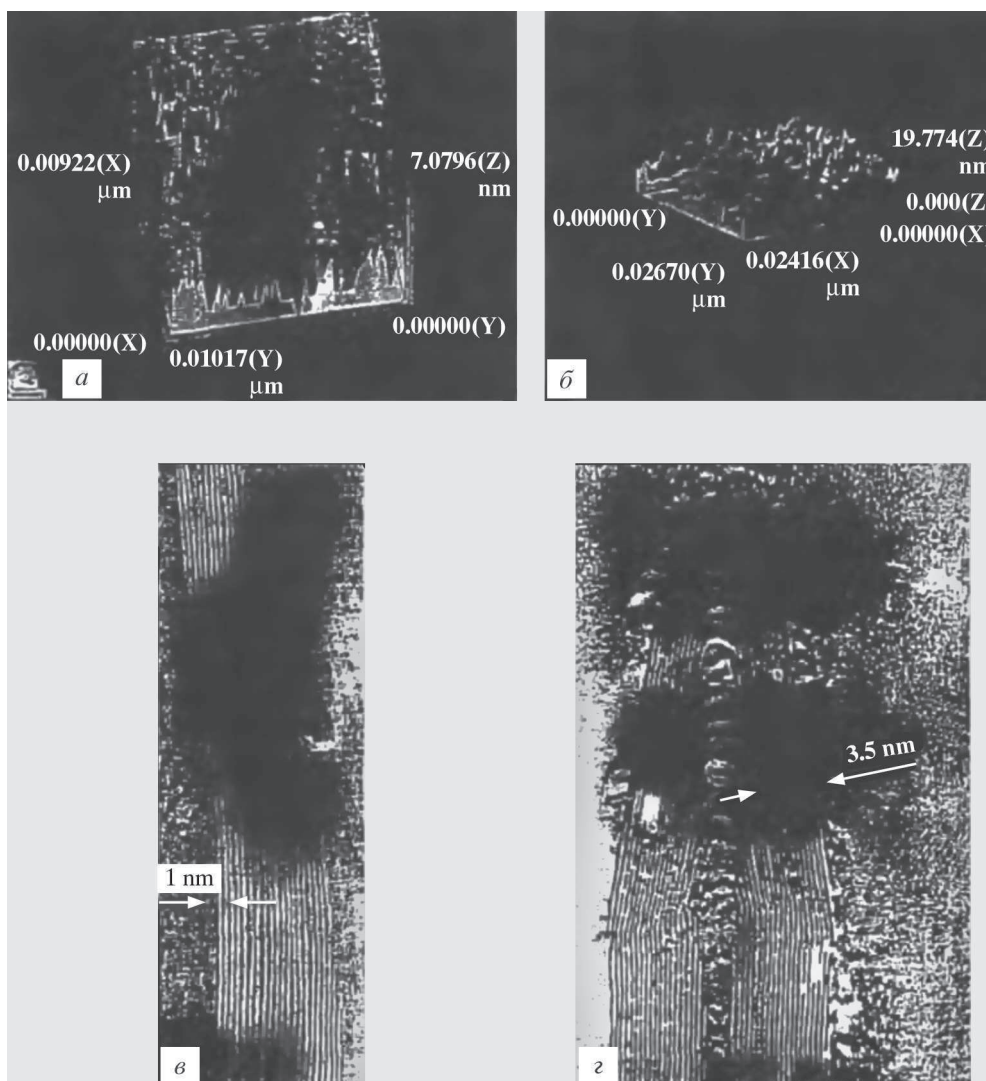 0.00922(X)
μm
7.0796(Z)
nm
0.00000(X)
0.01017(Y)
μm
0.00000(Y)
а
19.774(Z)
nm
0.000(Z
0.00000(X
0.00000(Y)
0.02670(Y)
μm
0.02416(X)
μm
б
1 nm
в
3.5 nm
г